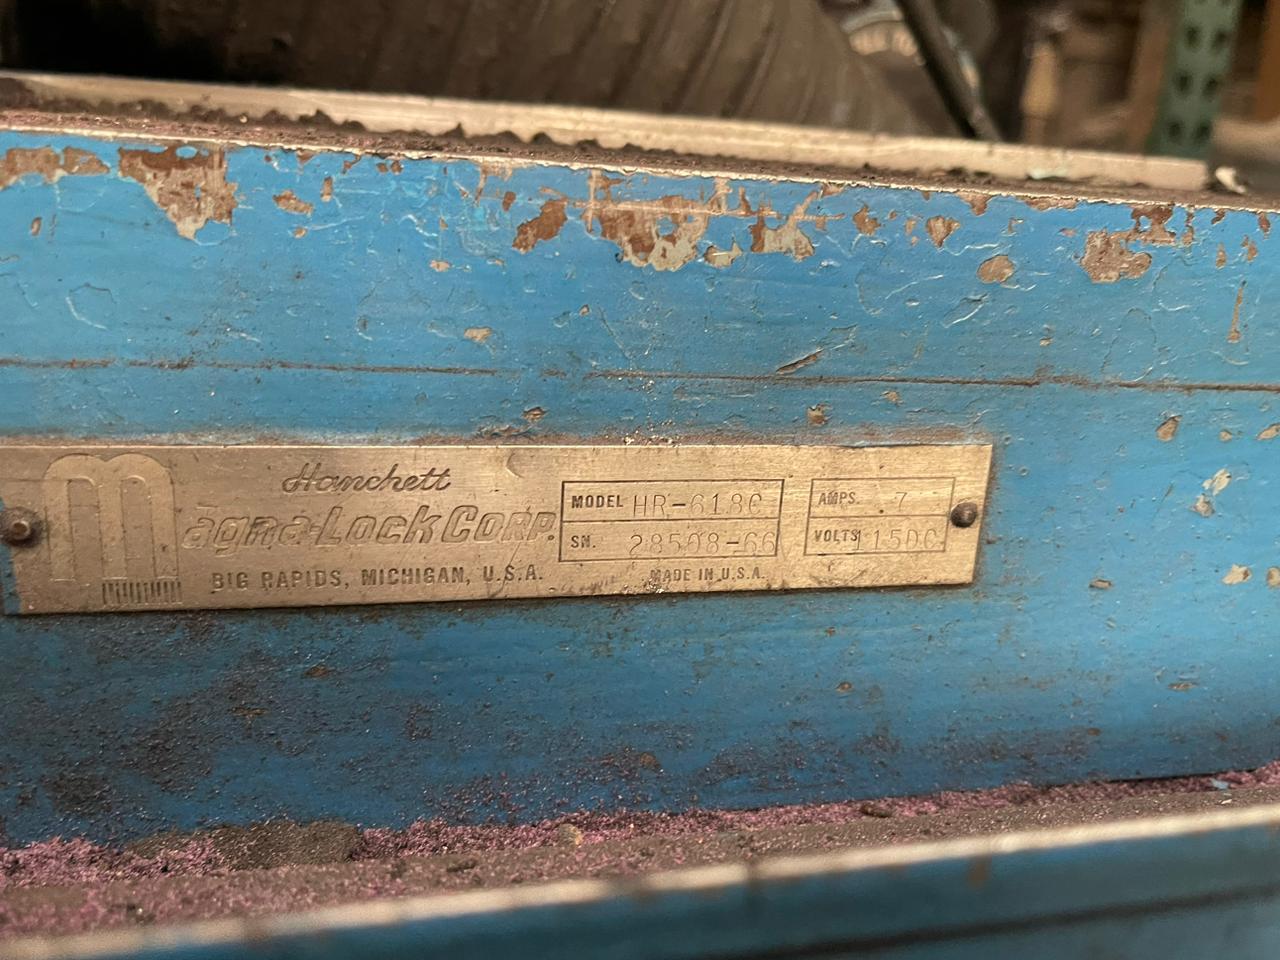 Hanchett
Magna-Lock Corp.
BIG RAPIDS, MICHIGAN, U.S.A.
MODEL HR-618C
SN. 28508-66
MADE IN U.S.A.
AMPS. .7
VOLTS 115DC